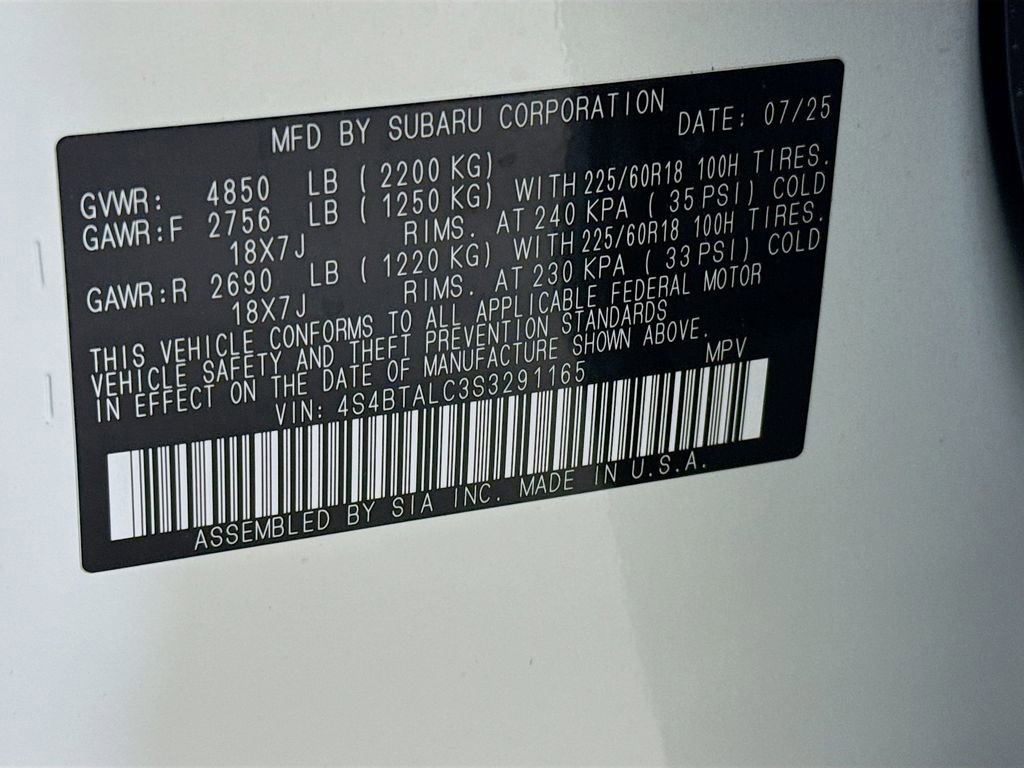 MFD BY SUBARU CORPORATION DATE: 07/25
GVWR: 4850 LB ( 2200 KG)
GAWR:F 2756 LB ( 1250 KG) WITH 225/60R18 100H TIRES.
18X7J RIMS. AT 240 KPA ( 35 PSI) COLD
GAWR:R 2690 LB ( 1220 KG) WITH 225/60R18 100H TIRES.
18X7J RIMS. AT 230 KPA ( 33 PSI) COLD
THIS VEHICLE CONFORMS TO ALL APPLICABLE FEDERAL MOTOR
VEHICLE SAFETY AND THEFT PREVENTION STANDARDS
IN EFFECT ON THE DATE OF MANUFACTURE SHOWN ABOVE.
VIN: 4S4BTALC3S3291165 MPV
ASSEMBLED BY SIA INC. MADE IN U.S.A.